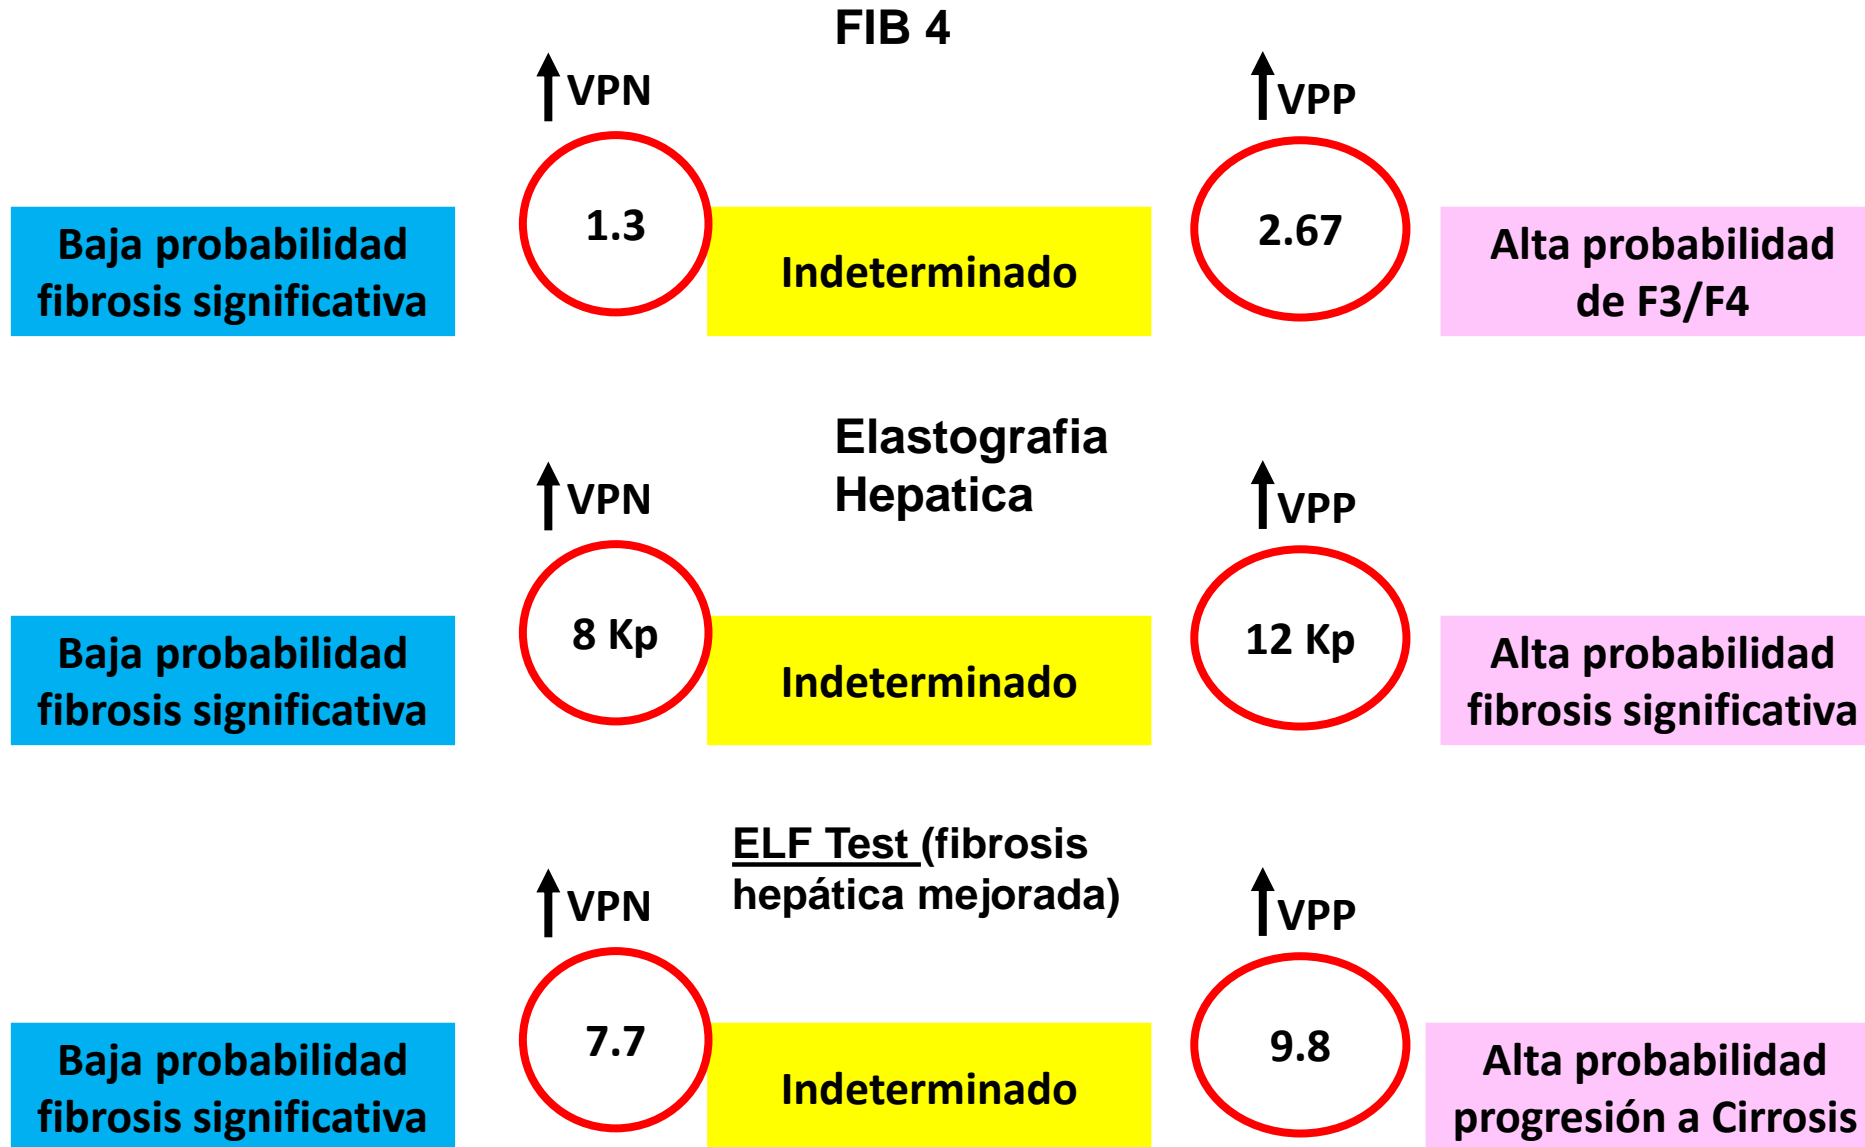 FIB 4
VPN
VPP
1.3
2.67
Baja probabilidad
fibrosis significativa
Indeterminado
Alta probabilidad
de F3/F4
Elastografia
Hepatica
VPN
VPP
8 Kp
12 Kp
Baja probabilidad
fibrosis significativa
Indeterminado
Alta probabilidad
fibrosis significativa
ELF Test (fibrosis
hepática mejorada)
VPN
VPP
7.7
9.8
Baja probabilidad
fibrosis significativa
Indeterminado
Alta probabilidad
progresión a Cirrosis